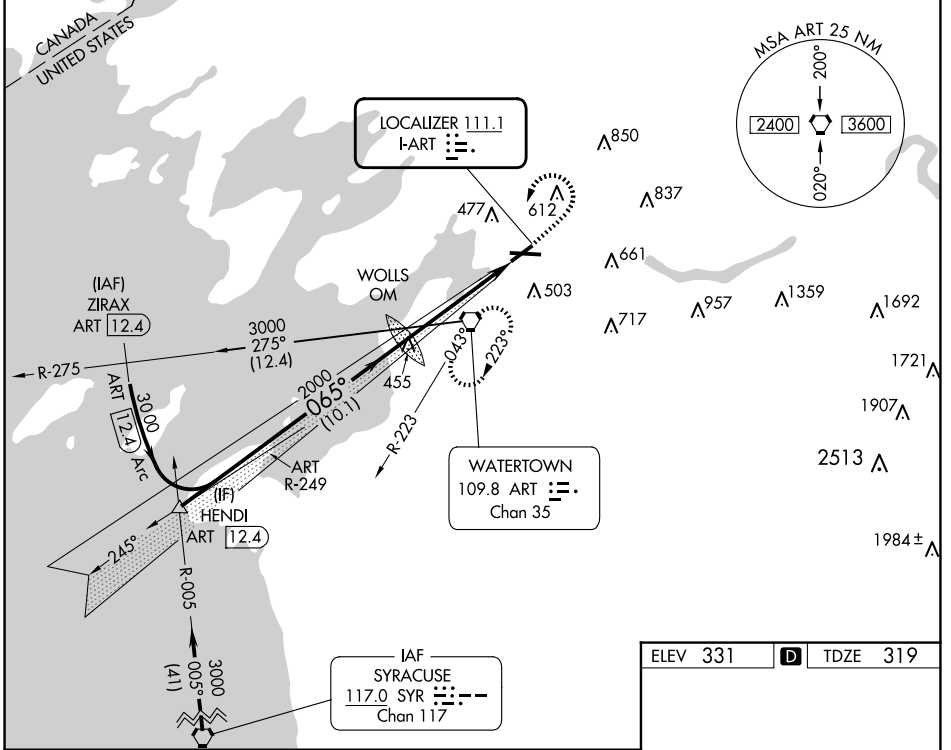 CANADA
UNITED STATES
MSA ART 25 NM
200°
2400
3600
020°
LOCALIZER 111.1
I-ART
850
837
477
612
661
503
WOLLS
OM
(IAF)
ZIRAX
ART 12.4
3000
275°
(12.4)
R-275
957
1359
1692
717
1721
455
043°
223°
2000
065°
(10.1)
3000
ART 12.4 Arc
1907
R-223
ART
R-249
WATERTOWN
109.8 ART
Chan 35
2513
(IF)
HENDI
ART 12.4
245°
1984±
R-005
3000
005°
(41)
IAF
SYRACUSE
117.0 SYR
Chan 117
ELEV 331 D TDZE 319